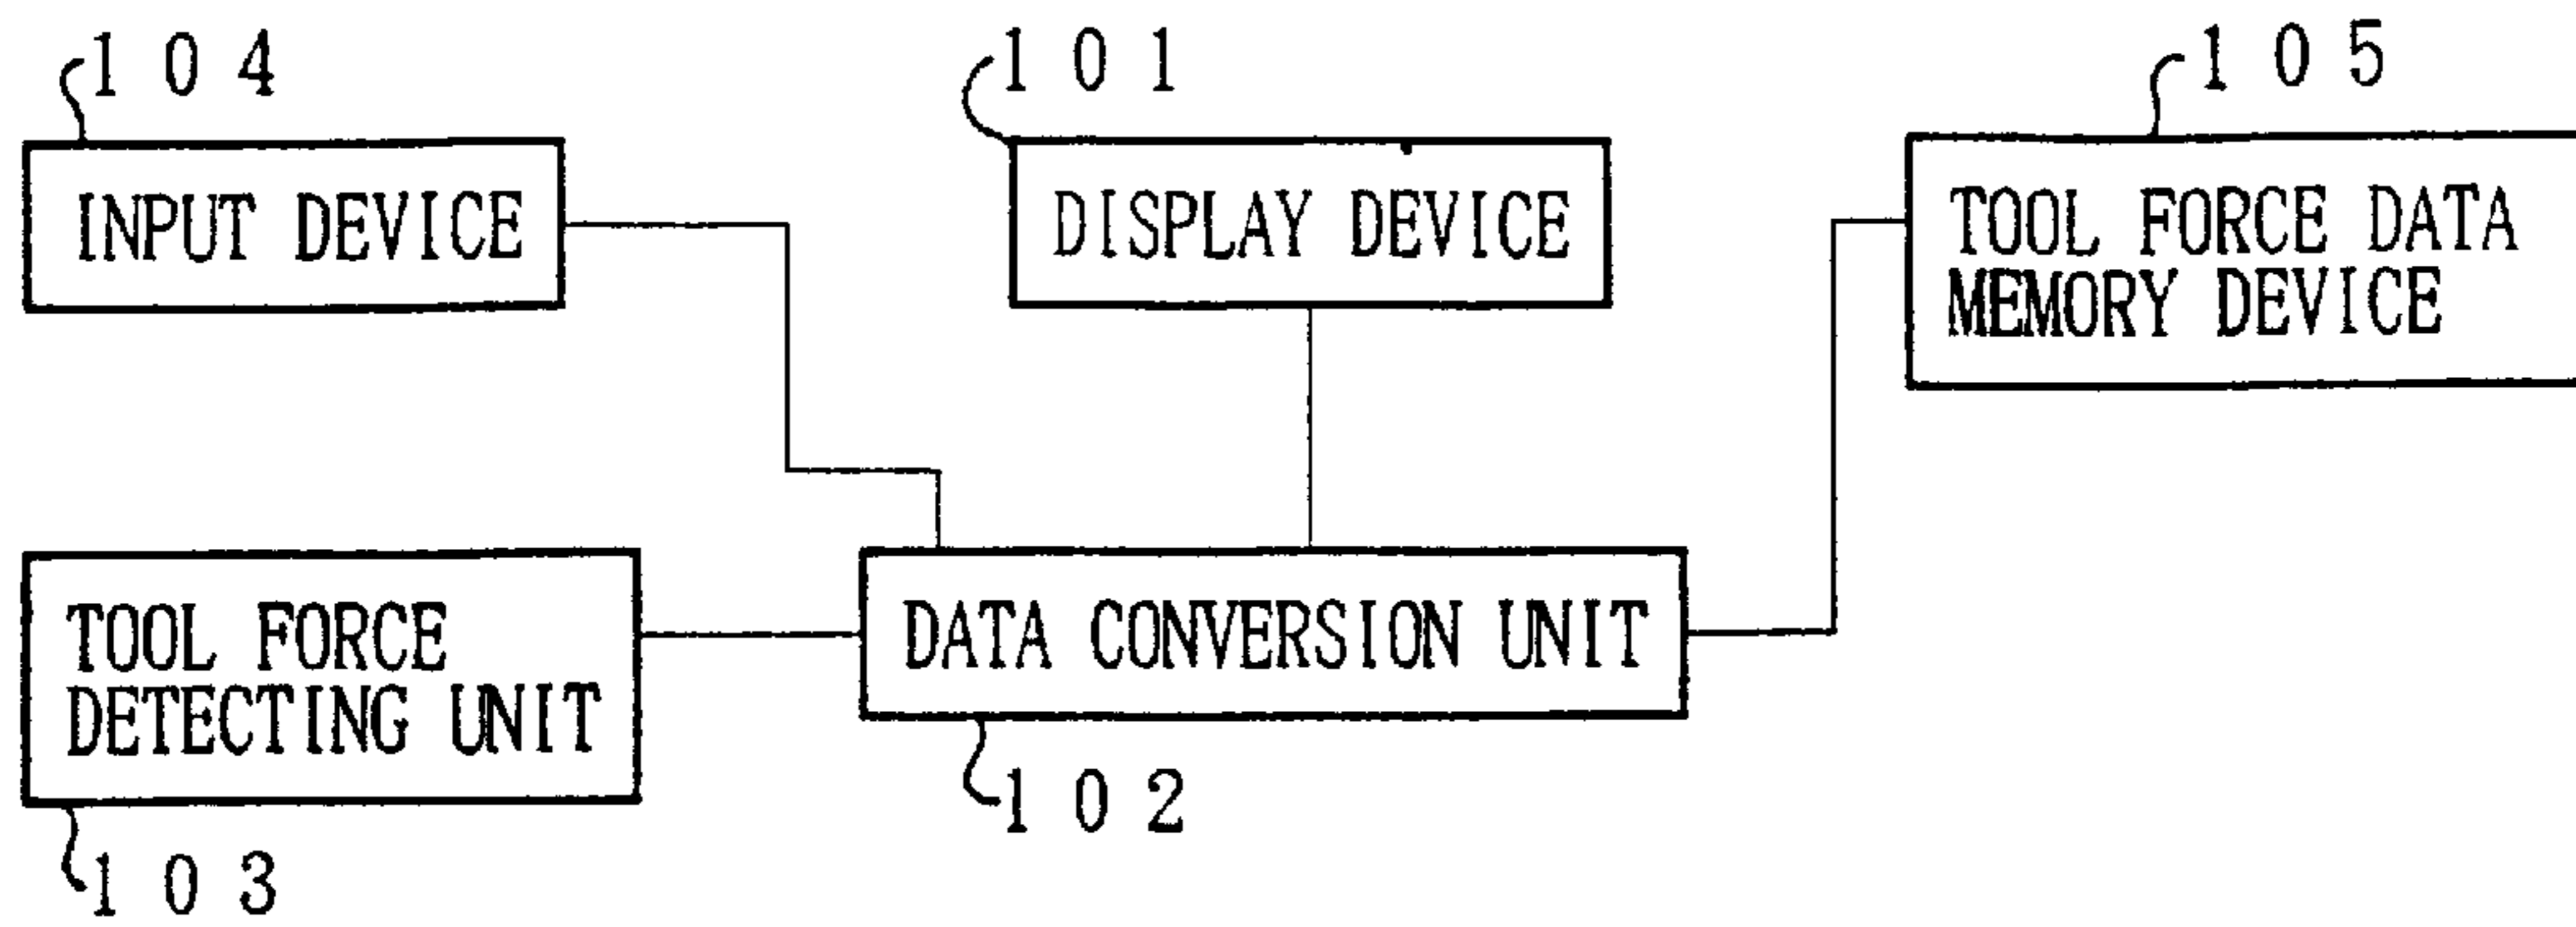 104
INPUT DEVICE
101
DISPLAY DEVICE
105
TOOL FORCE DATA
MEMORY DEVICE
TOOL FORCE
DETECTING UNIT
103
DATA CONVERSION UNIT
102